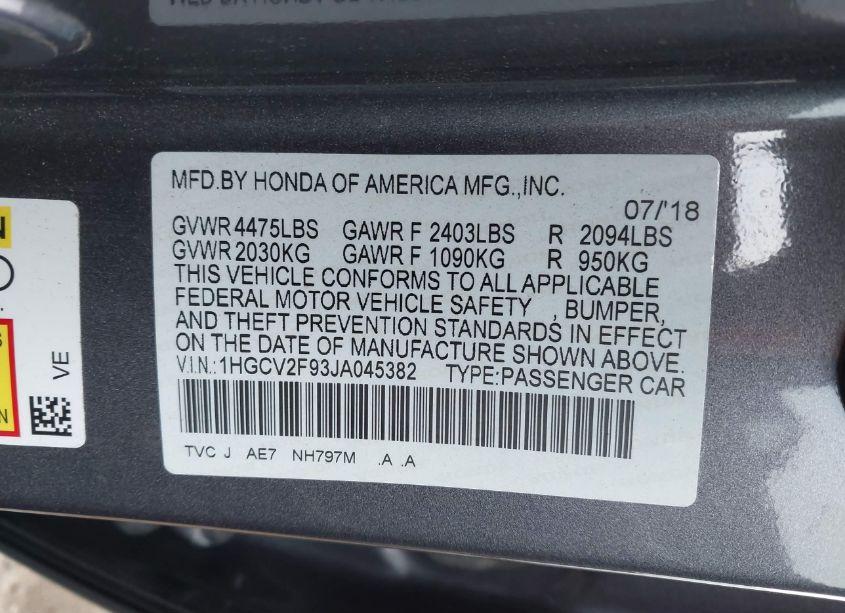 MFD.BY HONDA OF AMERICA MFG.,INC.
07/'18
GVWR 4475LBS GAWR F 2403LBS R 2094LBS
GVWR 2030KG GAWR F 1090KG R 950KG
THIS VEHICLE CONFORMS TO ALL APPLICABLE
FEDERAL MOTOR VEHICLE SAFETY , BUMPER,
AND THEFT PREVENTION STANDARDS IN EFFECT
ON THE DATE OF MANUFACTURE SHOWN ABOVE.
V.I.N.:1HGCV2F93JA045382 TYPE:PASSENGER CAR
TVC J AE7 NH797M .A .A
VE